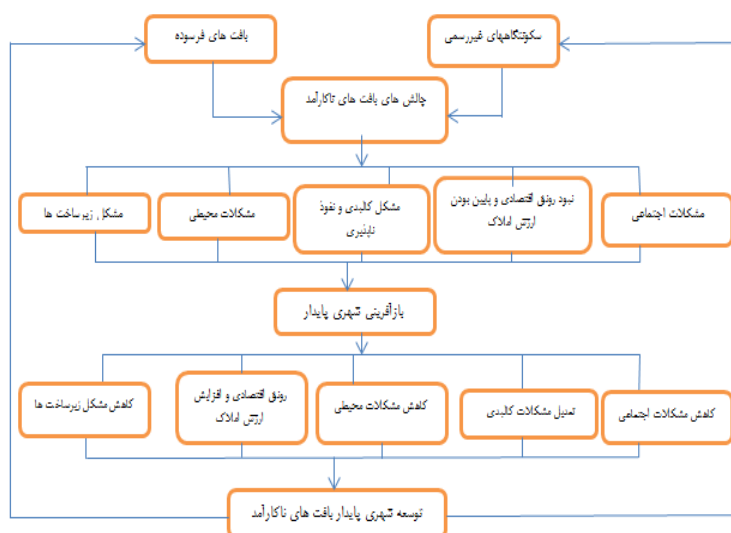 سکونتگاههای غیررسمی
بافت های فرسوده
چالش های بافت های ناکارآمد
مشکلات اجتماعی
نبود رونق اقتصادی و پایین بودن
ارزش املاک
مشکل کالبدی و نفوذ
ناپذیری
مشکلات محیطی
مشکل زیرساخت ها
بازآفرینی شهری پایدار
کاهش مشکلات اجتماعی
تعدیل مشکلات کالبدی
کاهش مشکلات محیطی
رونق اقتصادی و افزایش
ارزش املاک
کاهش مشکل زیرساخت ها
توسعه شهری پایدار بافت های ناکارآمد